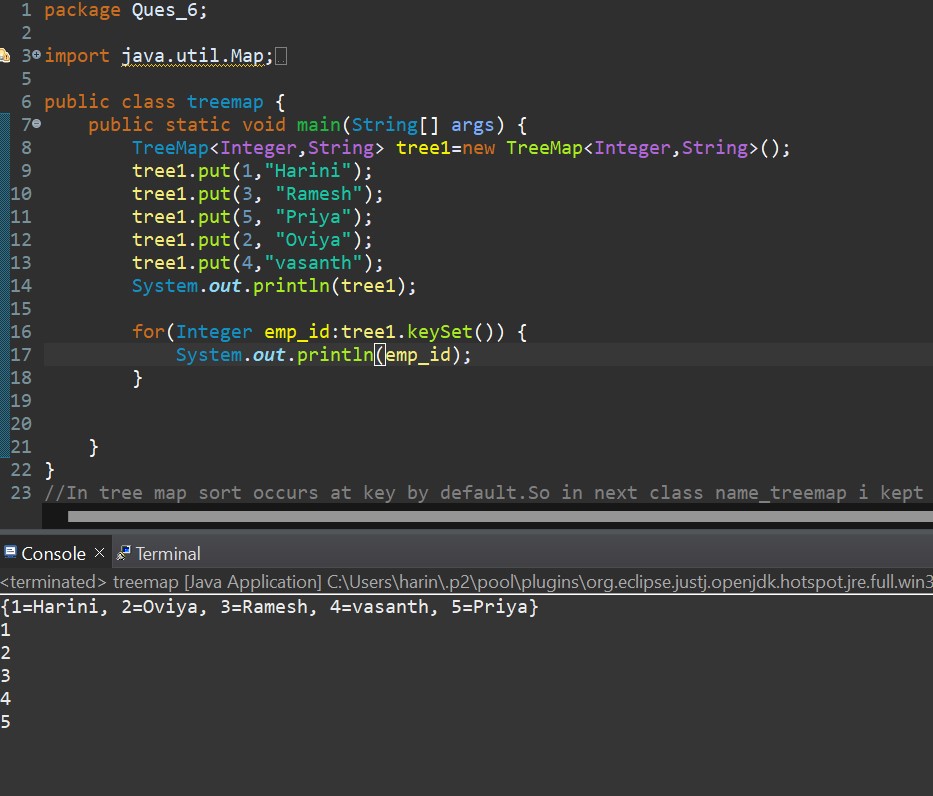 1 package Ques_6;
2
3 import java.util.Map;
5
6 public class treemap {
7 public static void main(String[] args) {
8 TreeMap<Integer,String> tree1=new TreeMap<Integer,String>();
9 tree1.put(1,"Harini");
10 tree1.put(3, "Ramesh");
11 tree1.put(5, "Priya");
12 tree1.put(2, "Oviya");
13 tree1.put(4,"vasanth");
14 System.out.println(tree1);
15
16 for(Integer emp_id:tree1.keySet()) {
17 System.out.println(emp_id);
18 }
19
20
21 }
22 }
23 //In tree map sort occurs at key by default.So in next class name_treemap i kept
Console Terminal
<terminated> treemap [Java Application] C:\Users\harin\.p2\pool\plugins\org.eclipse.justj.openjdk.hotspot.jre.full.win3
{1=Harini, 2=Oviya, 3=Ramesh, 4=vasanth, 5=Priya}
1
2
3
4
5